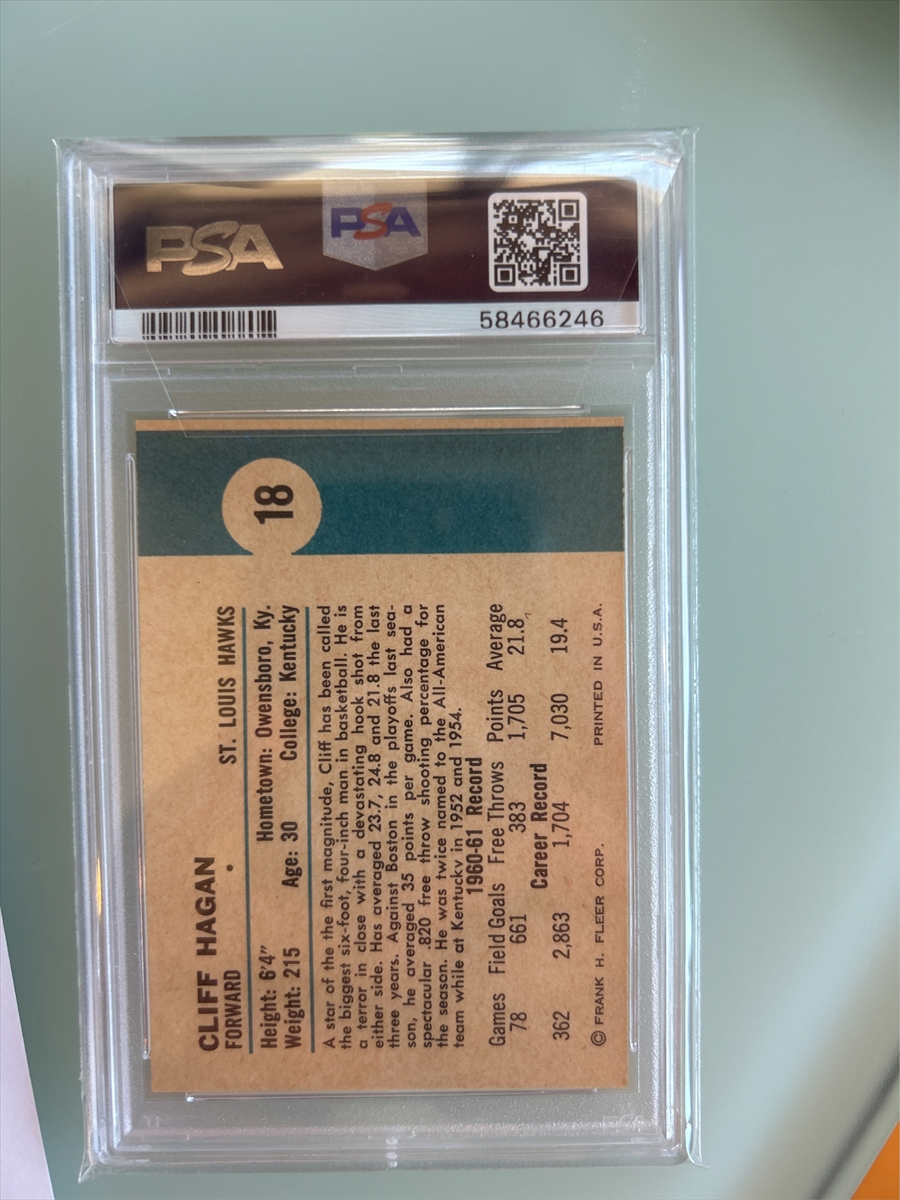 PSA
PSA
58466246
18
CLIFF HAGAN
FORWARD • ST. LOUIS HAWKS
Height: 6'4" Hometown: Owensboro, Ky.
Weight: 215 Age: 30 College: Kentucky
A star of the the first magnitude, Cliff has been called
the biggest six-foot, four-inch man in basketball. He is
a terror in close with a devastating hook shot from
either side. Has averaged 23.7, 24.8 and 21.8 the last
three years. Against Boston in the playoffs last sea-
son, he averaged 35 points per game. Also had a
spectacular .820 free throw shooting percentage for
the season. He was twice named to the All-American
team while at Kentucky in 1952 and 1954.
1960-61 Record
Games Field Goals Free Throws Points Average
78 661 383 1,705 21.8
Career Record
362 2,863 1,704 7,030 19.4
© FRANK H. FLEER CORP. PRINTED IN U.S.A.